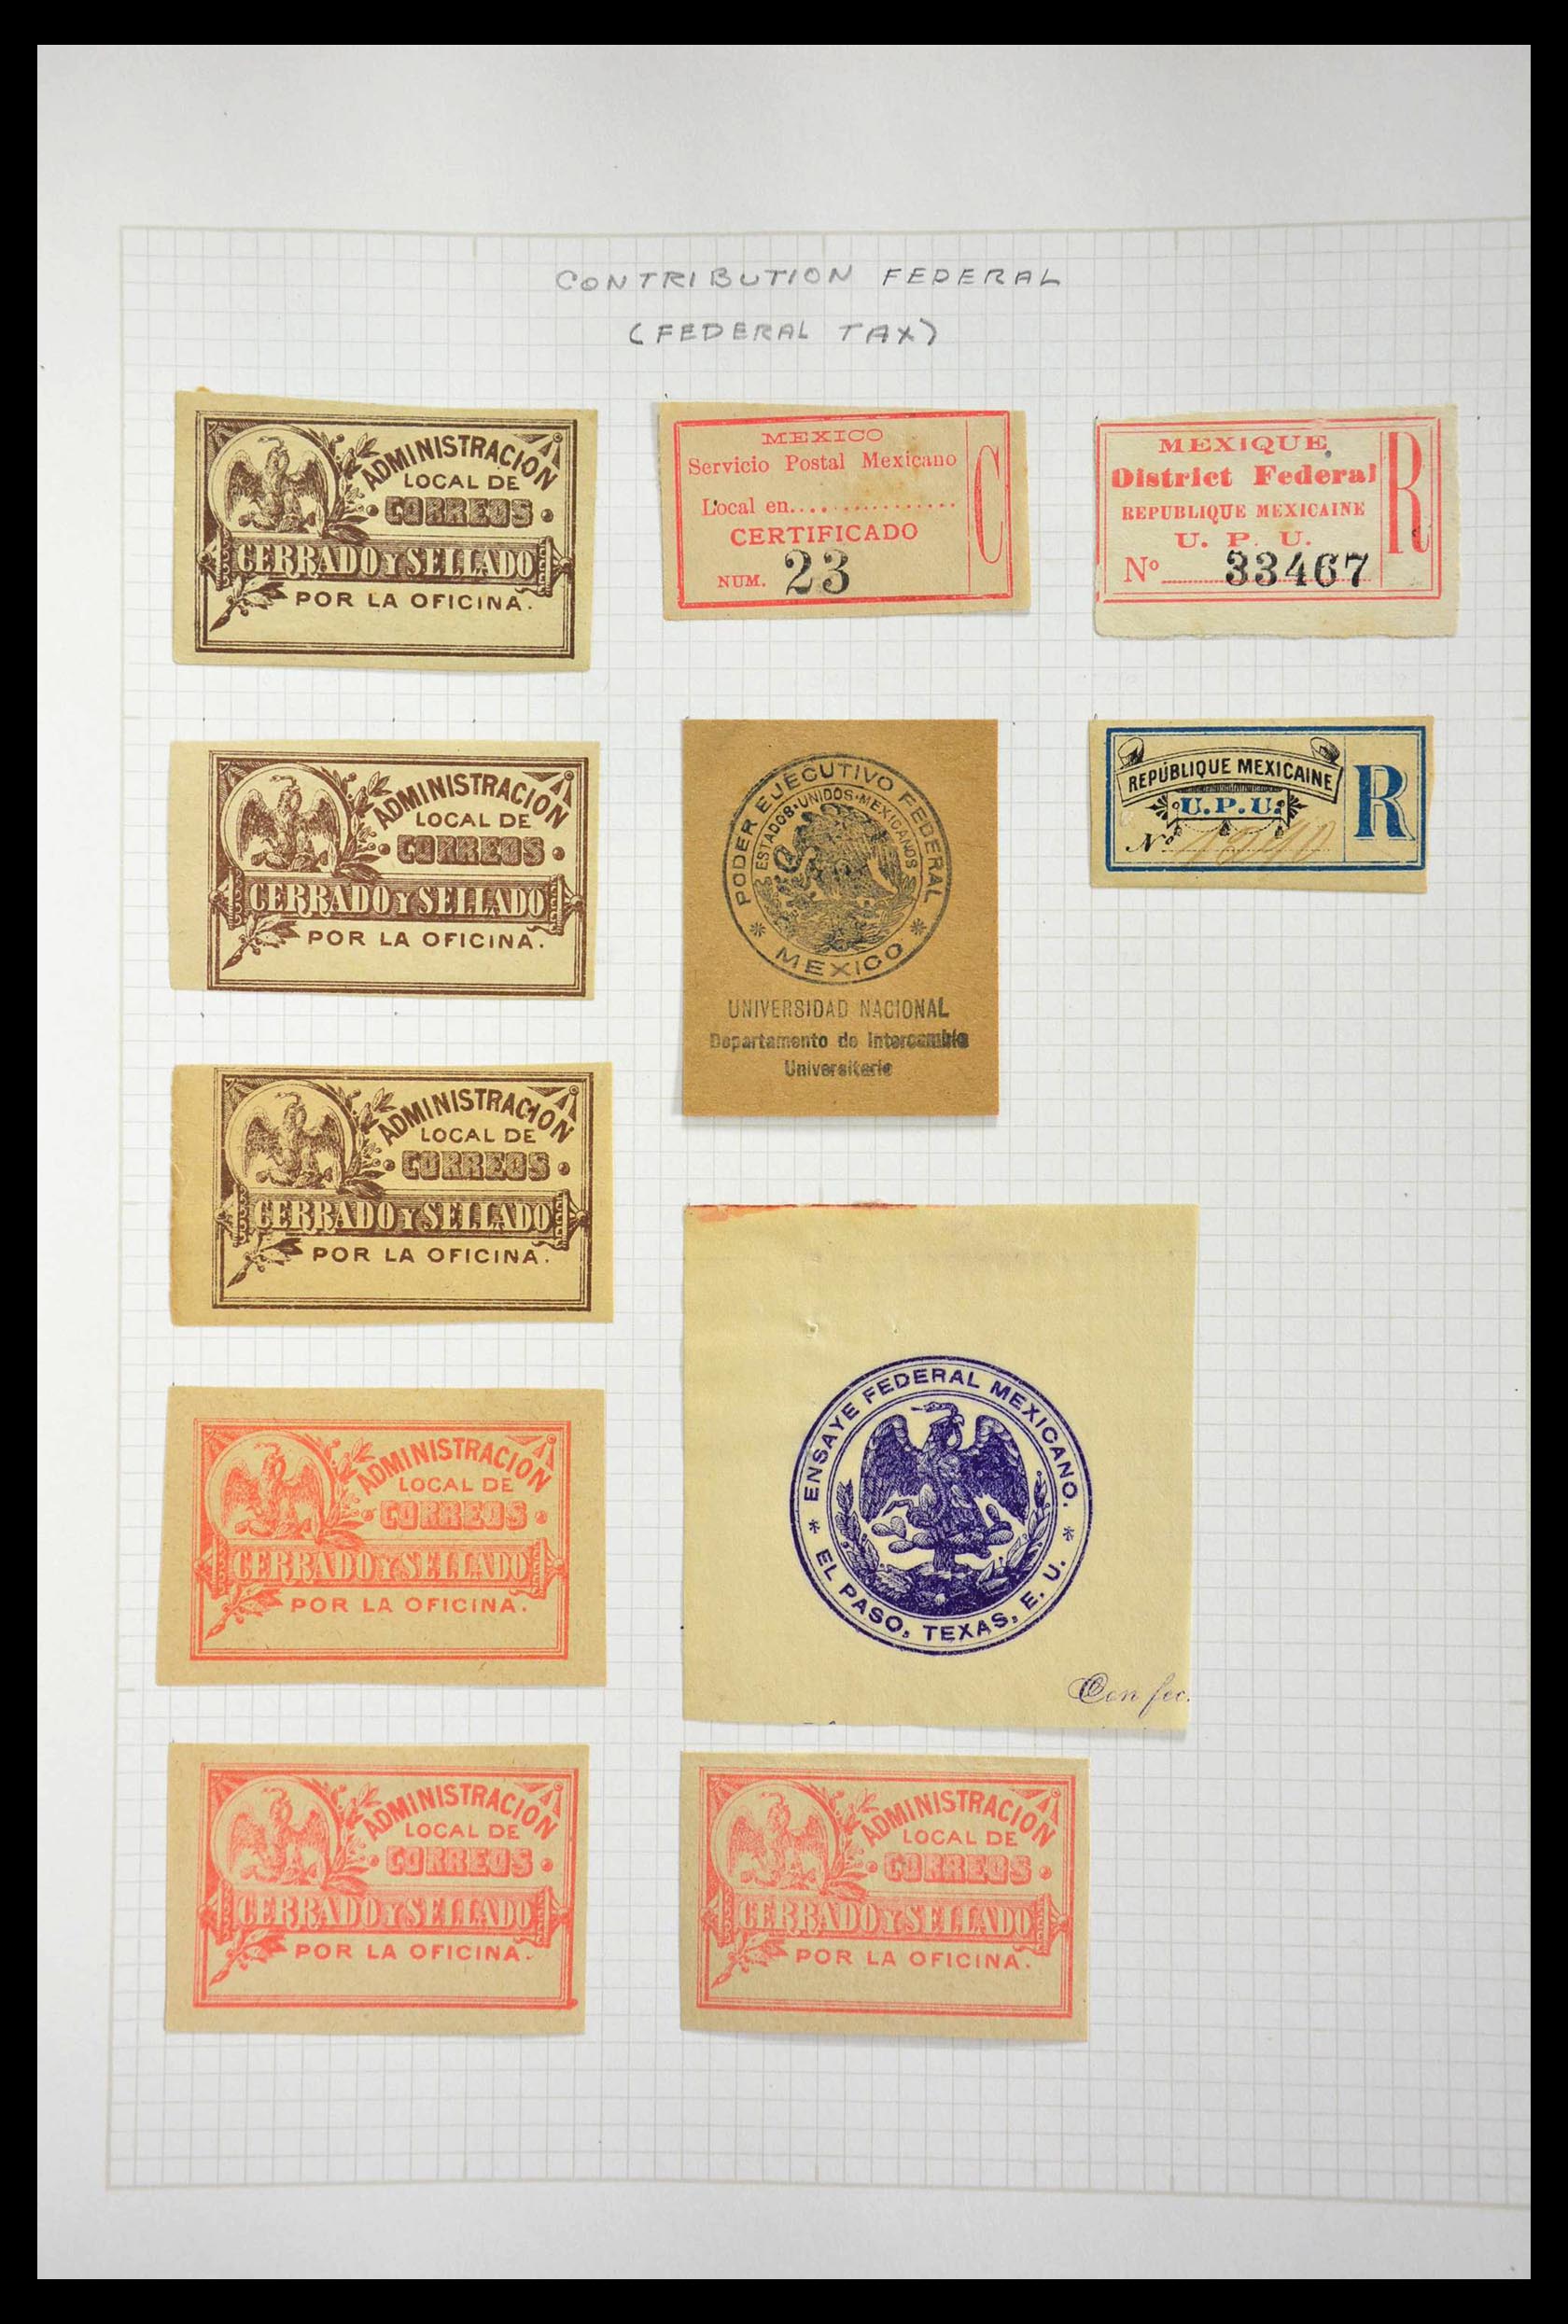 CONTRIBUTION FEDERAL
(FEDERAL TAX)
ADMINISTRACION
LOCAL DE
CORREOS
CERRADO Y SELLADO
POR LA OFICINA.
MEXICO
Servicio Postal Mexicano
Local en................
CERTIFICADO
NUM. 23
C
MEXIQUE
District Federal
REPUBLIQUE MEXICAINE
U. P. U.
Nº 33467
R
ADMINISTRACION
LOCAL DE
CORREOS
CERRADO Y SELLADO
POR LA OFICINA.
PODER EJECUTIVO FEDERAL
ESTADOS·UNIDOS·MEXICANOS
* MEXICO *
UNIVERSIDAD NACIONAL
Departamento de Intercambio
Universitario
REPÚBLIQUE MEXICAINE
U.P.U.
Nº
R
ADMINISTRACION
LOCAL DE
CORREOS
CERRADO Y SELLADO
POR LA OFICINA.
ENSAYE FEDERAL MEXICANO.
* EL PASO, TEXAS, E. U. *
Con fec.
ADMINISTRACION
LOCAL DE
CORREOS
CERRADO Y SELLADO
POR LA OFICINA.
ADMINISTRACION
LOCAL DE
CORREOS
CERRADO Y SELLADO
POR LA OFICINA.
ADMINISTRACION
LOCAL DE
CORREOS
CERRADO Y SELLADO
POR LA OFICINA.